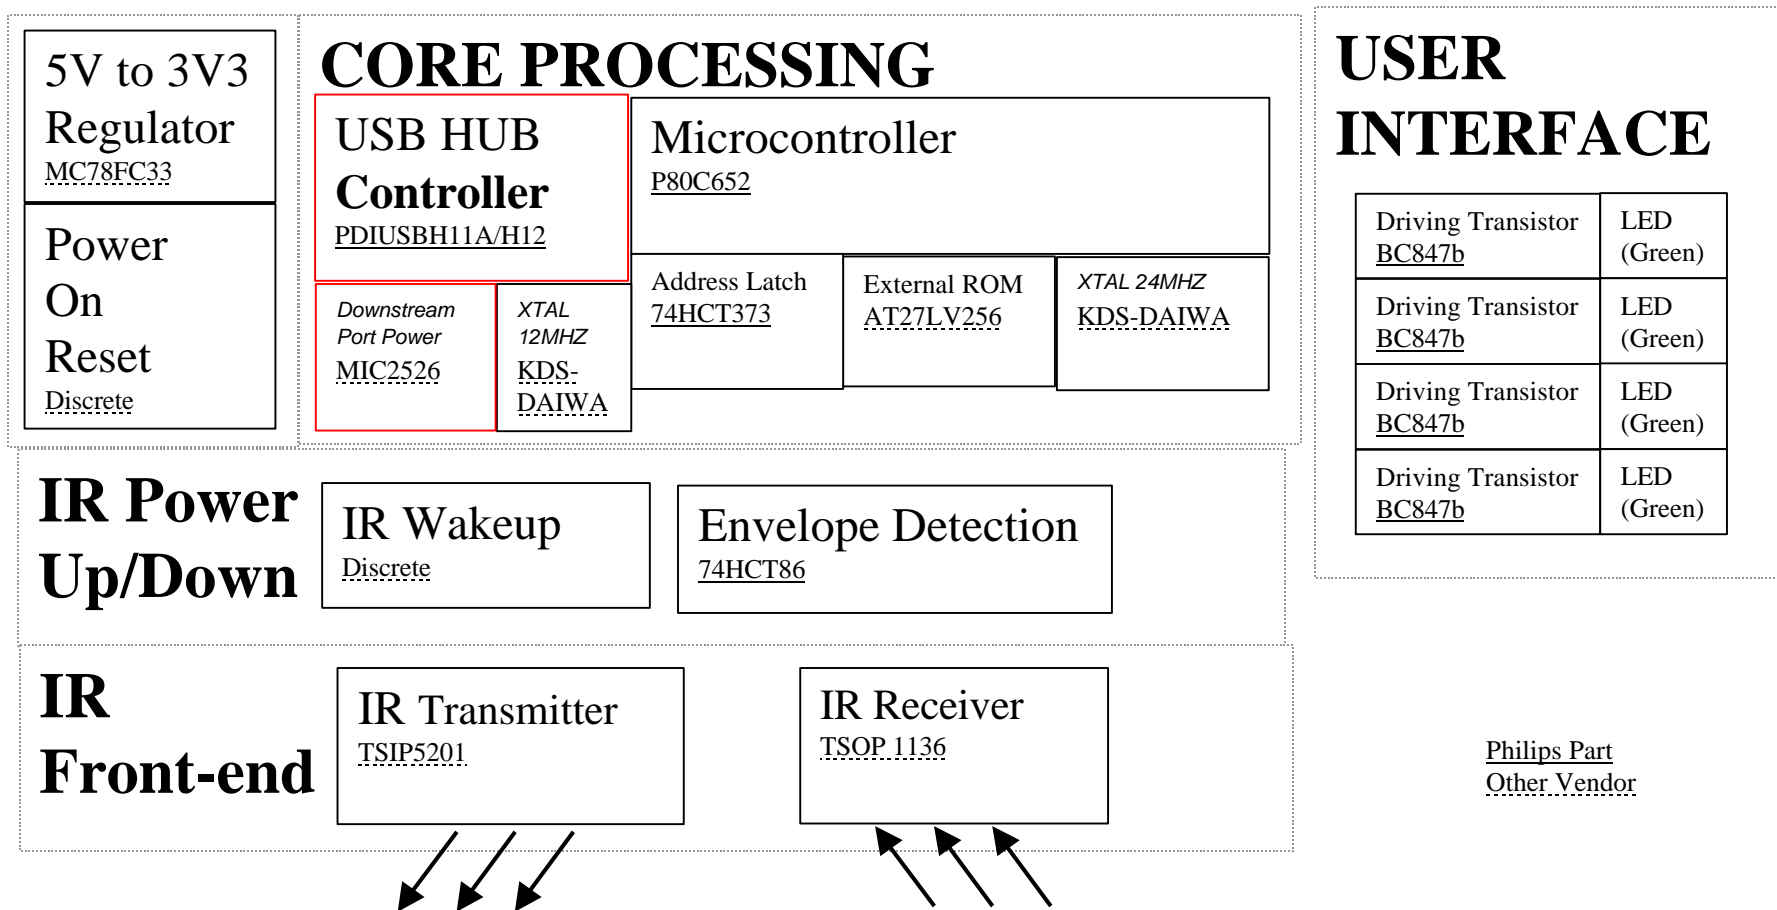 5V to 3V3
Regulator
MC78FC33
Power
On
Reset
Discrete
CORE PROCESSING
USB HUB
Controller
PDIUSBH11A/H12
Microcontroller
P80C652
Downstream
Port Power
MIC2526
XTAL
12MHZ
KDS-
DAIWA
Address Latch
74HCT373
External ROM
AT27LV256
XTAL 24MHZ
KDS-DAIWA
USER
INTERFACE
Driving Transistor
BC847b
LED
(Green)
Driving Transistor
BC847b
LED
(Green)
Driving Transistor
BC847b
LED
(Green)
Driving Transistor
BC847b
LED
(Green)
IR Power
Up/Down
IR Wakeup
Discrete
Envelope Detection
74HCT86
IR
Front-end
IR Transmitter
TSIP5201
IR Receiver
TSOP 1136
Philips Part
Other Vendor